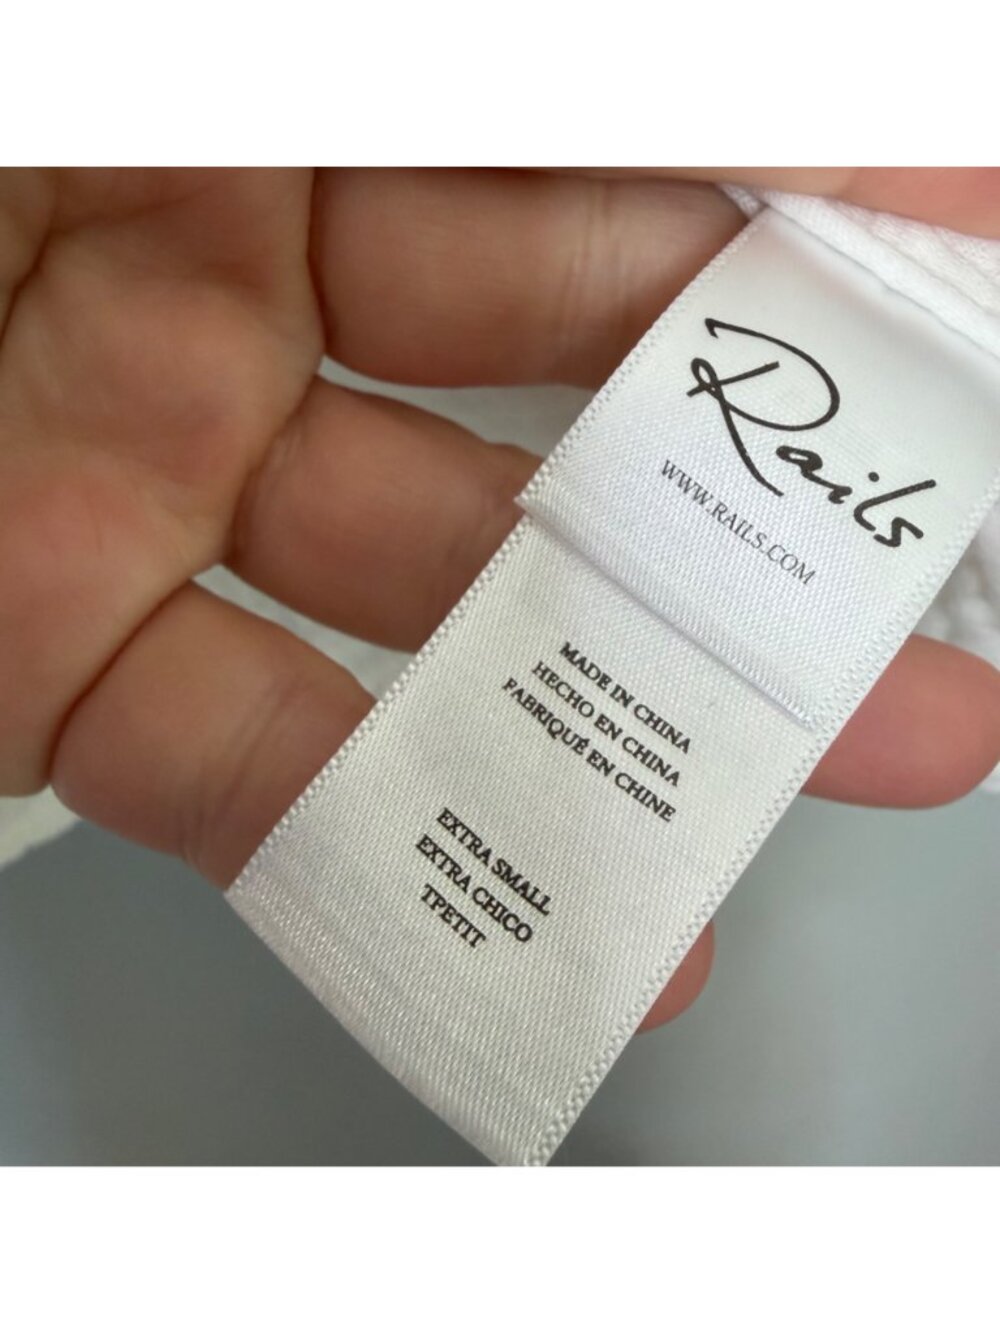 Rails
WWW.RAILS.COM
MADE IN CHINA
HECHO EN CHINA
FABRIQUÉ EN CHINE
EXTRA SMALL
EXTRA CHICO
TPETIT